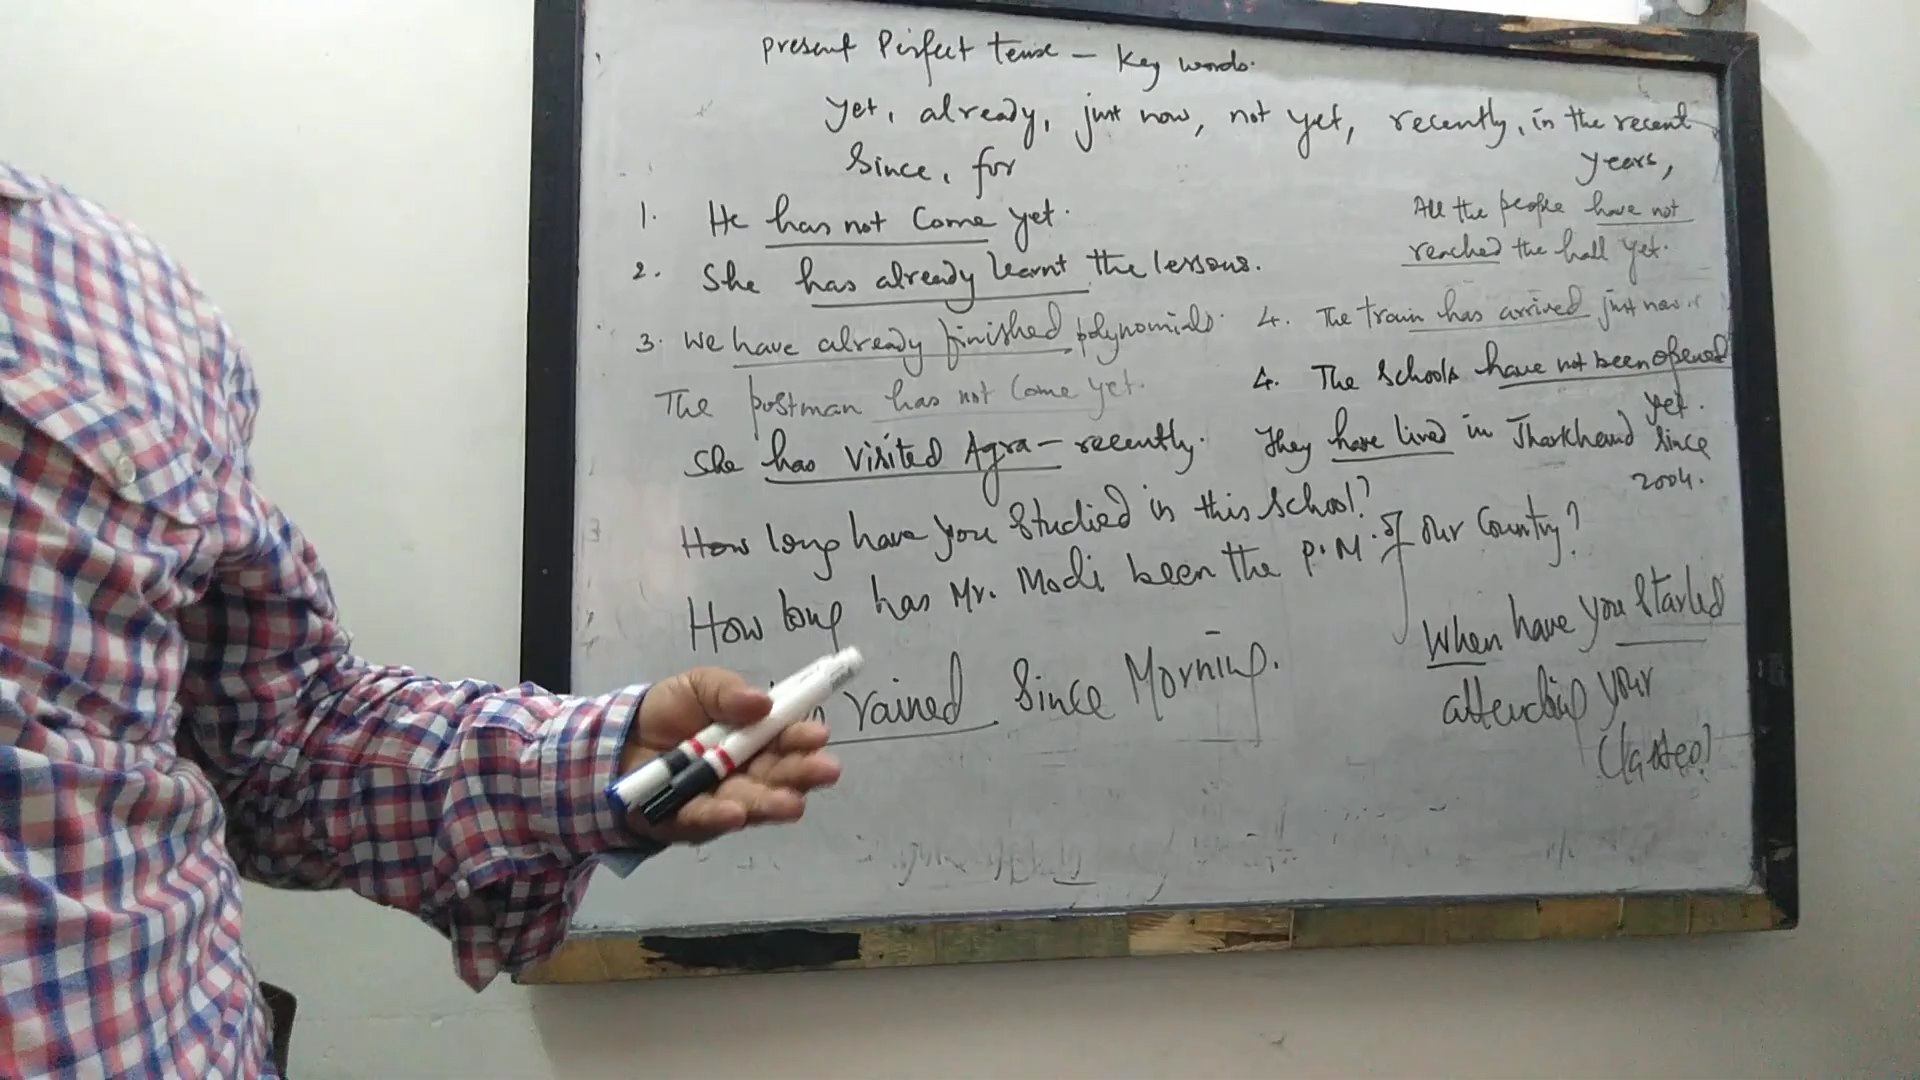 present Perfect tense – Key words.
yet, already, just now, not yet, recently, in the recent
years,
Since, for
1. He has not Come yet.
2. She has already learnt the lessons.
3. We have already finished polynomials.
The postman has not Come yet.
She has visited Agra – recently.
All the people have not
reached the hall yet.
4. The train has arrived just now.
4. The Schools have not been opened
yet.
They have lived in Jharkhand Since
2004.
How long have you Studied in this School?
How long has Mr. Modi been the P.M. of Our Country?
rained Since Morning.
When have you Started
attending your
Classes?